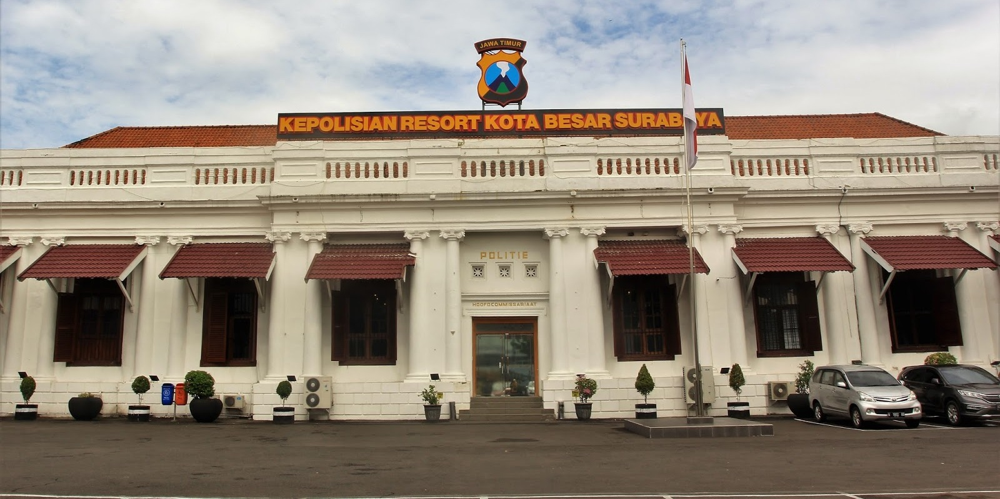 JAWA TIMUR
KEPOLISIAN RESORT KOTA BESAR SURABAYA
POLITIE
HOOFDCOMMISSARIAAT